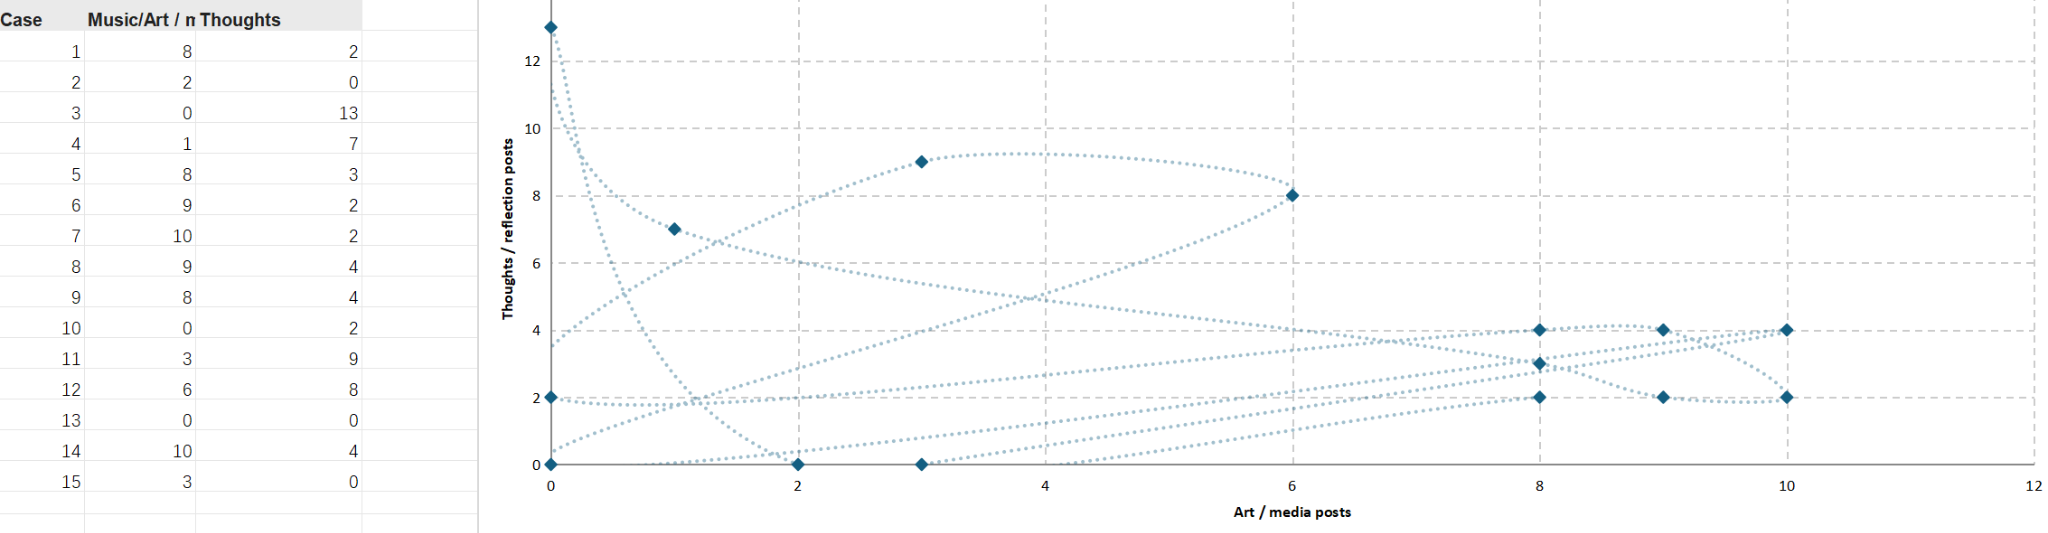 Case Music/Art / m Thoughts
1 8 2
2 2 0
3 0 13
4 1 7
5 8 3
6 9 2
7 10 2
8 9 4
9 8 4
10 0 2
11 3 9
12 6 8
13 0 0
14 10 4
15 3 0
Thoughts / reflection posts
12
10
8
6
4
2
0
0 2 4 6 8 10 12
Art / media posts